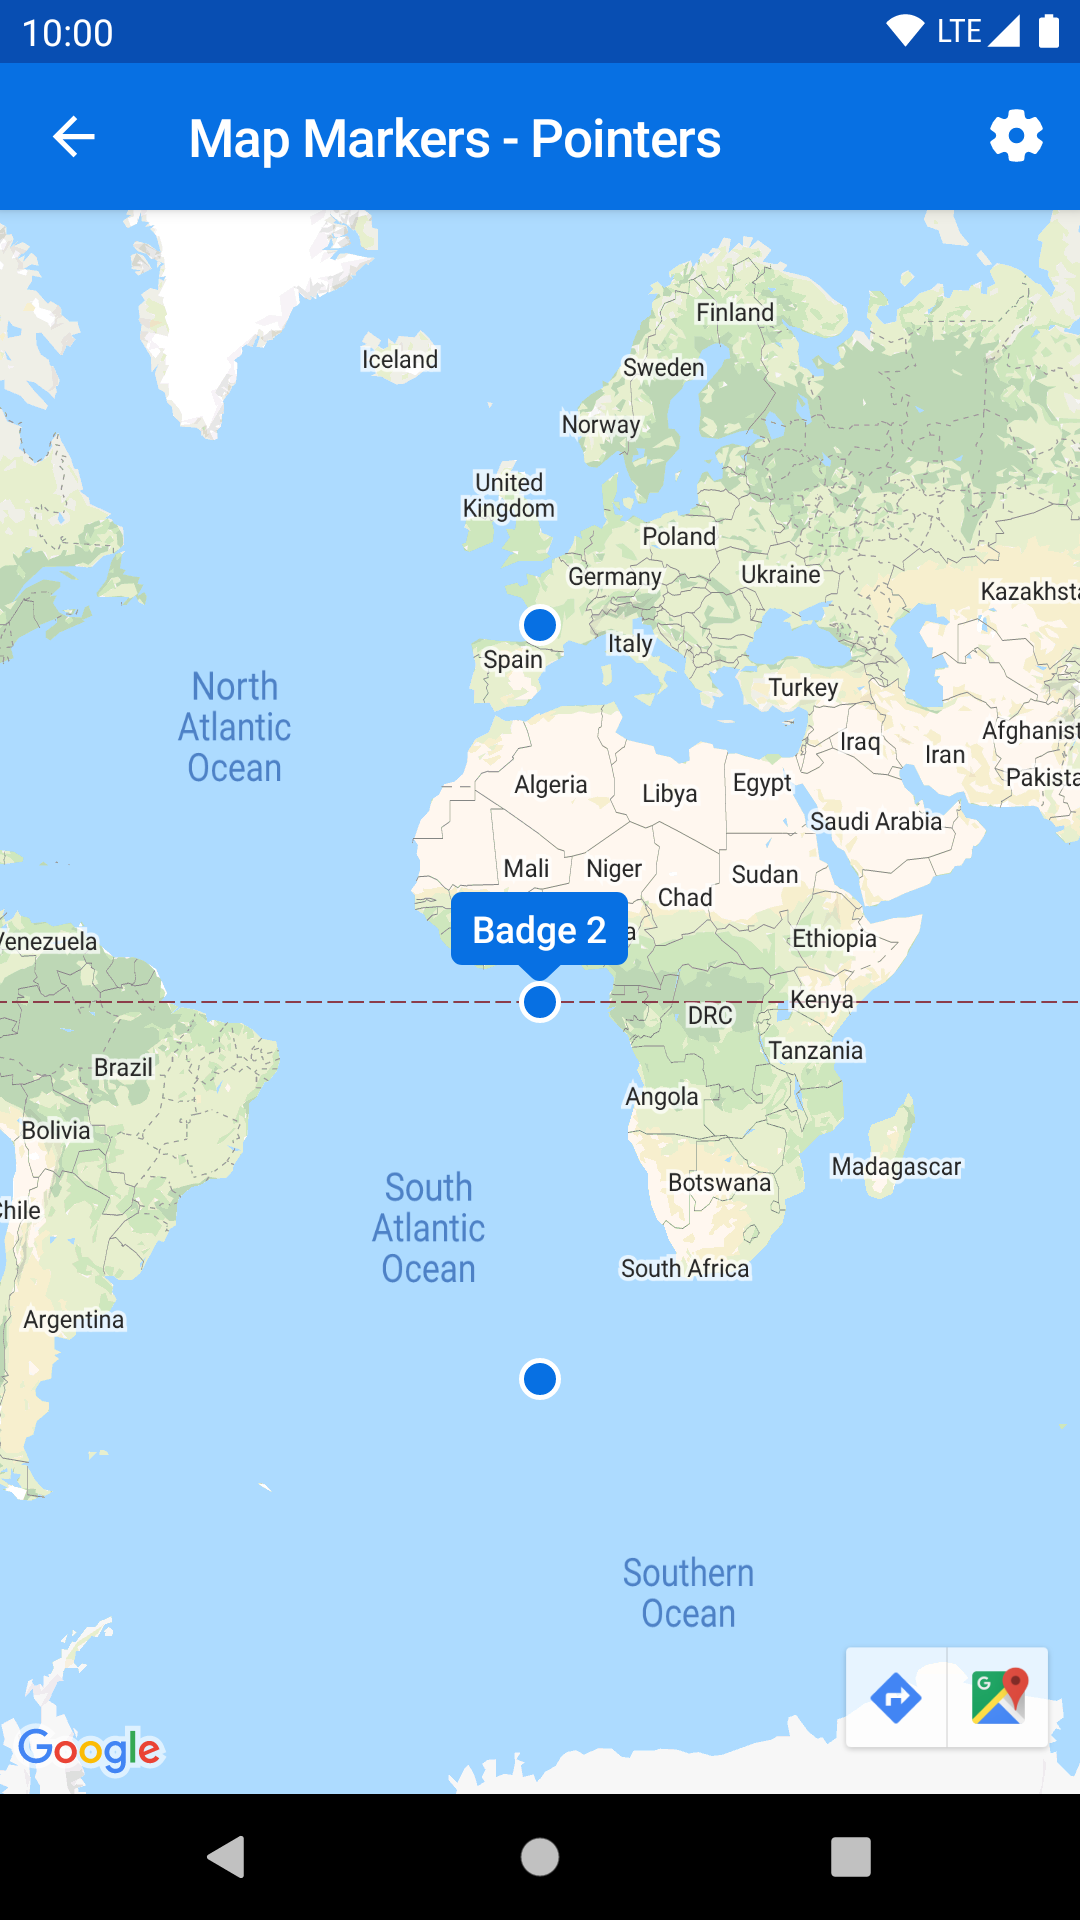 10:00
LTE
Map Markers - Pointers
Finland
Iceland
Sweden
Norway
United
Kingdom
Poland
Germany
Ukraine
Kazakhsta
Italy
Spain
North
Atlantic
Ocean
Turkey
Afghanist
Iraq
Iran
Pakista
Algeria
Libya
Egypt
Saudi Arabia
Mali
Niger
Sudan
Chad
Badge 2
a
Venezuela
Ethiopia
Kenya
DRC
Tanzania
Brazil
Angola
Bolivia
Madagascar
Botswana
South
Atlantic
Ocean
Chile
South Africa
Argentina
Southern
Ocean
G
Google